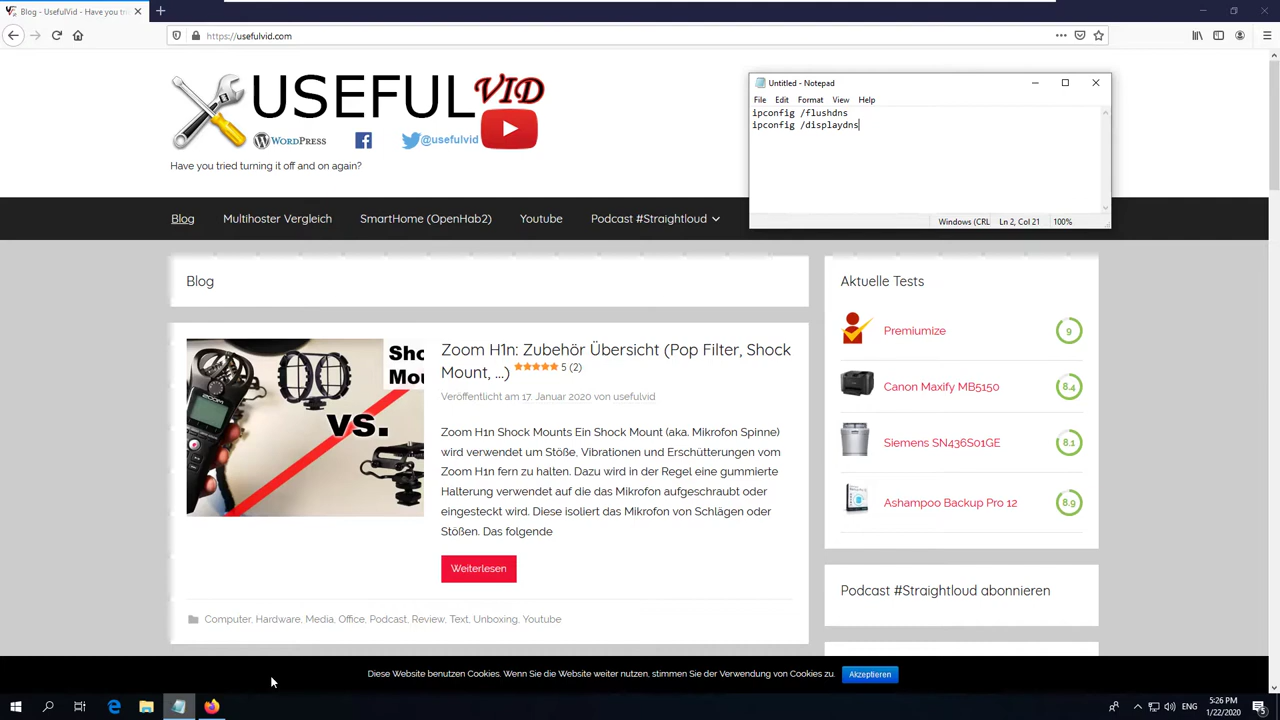 Blog - UsefulVid - Have you tri
https://usefulvid.com
USEFUL VID
WORDPRESS
@usefulvid
Have you tried turning it off and on again?
Untitled - Notepad
File Edit Format View Help
ipconfig /flushdns
ipconfig /displaydns
Windows (CRL Ln 2, Col 21 100%
Blog Multihoster Vergleich SmartHome (OpenHab2) Youtube Podcast #Straightloud
Blog
Sho
Mou
vs.
ZOOM
Zoom H1n: Zubehör Übersicht (Pop Filter, Shock
Mount, ...) 5 (2)
Veröffentlicht am 17. Januar 2020 von usefulvid
Zoom H1n Shock Mounts Ein Shock Mount (aka. Mikrofon Spinne)
wird verwendet um Stöße, Vibrationen und Erschütterungen vom
Zoom H1n fern zu halten. Dazu wird in der Regel eine gummierte
Halterung verwendet auf die das Mikrofon aufgeschraubt oder
eingesteckt wird. Diese isoliert das Mikrofon von Schlägen oder
Stößen. Das folgende
Weiterlesen
Computer, Hardware, Media, Office, Podcast, Review, Text, Unboxing, Youtube
Aktuelle Tests
Premiumize 9
Canon Maxify MB5150 8.4
Siemens SN436S01GE 8.1
Ashampoo Backup Pro 12 8.9
Podcast #Straightloud abonnieren
Diese Website benutzen Cookies. Wenn Sie die Website weiter nutzen, stimmen Sie der Verwendung von Cookies zu. Akzeptieren
ENG
5:26 PM
1/22/2020
5